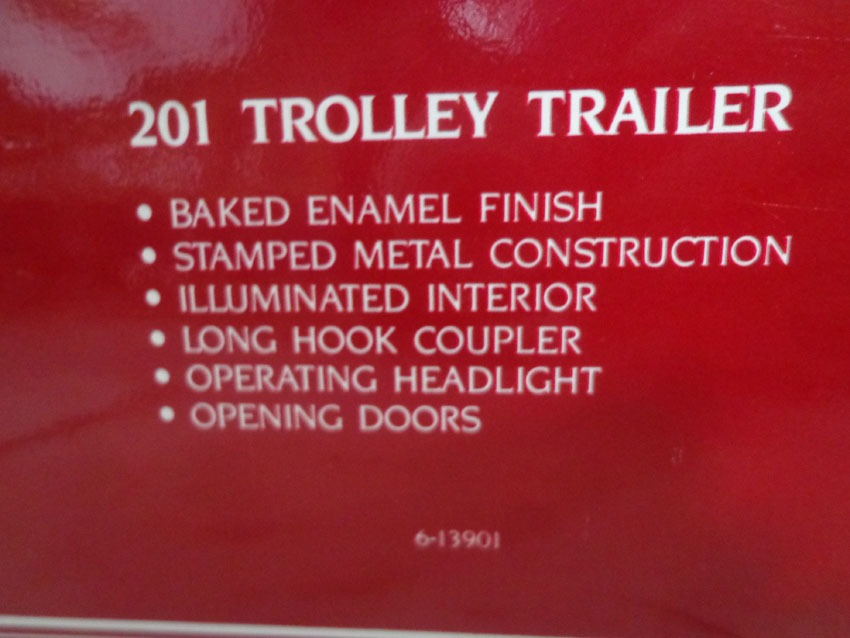 201 TROLLEY TRAILER
• BAKED ENAMEL FINISH
• STAMPED METAL CONSTRUCTION
• ILLUMINATED INTERIOR
• LONG HOOK COUPLER
• OPERATING HEADLIGHT
• OPENING DOORS
6-13901